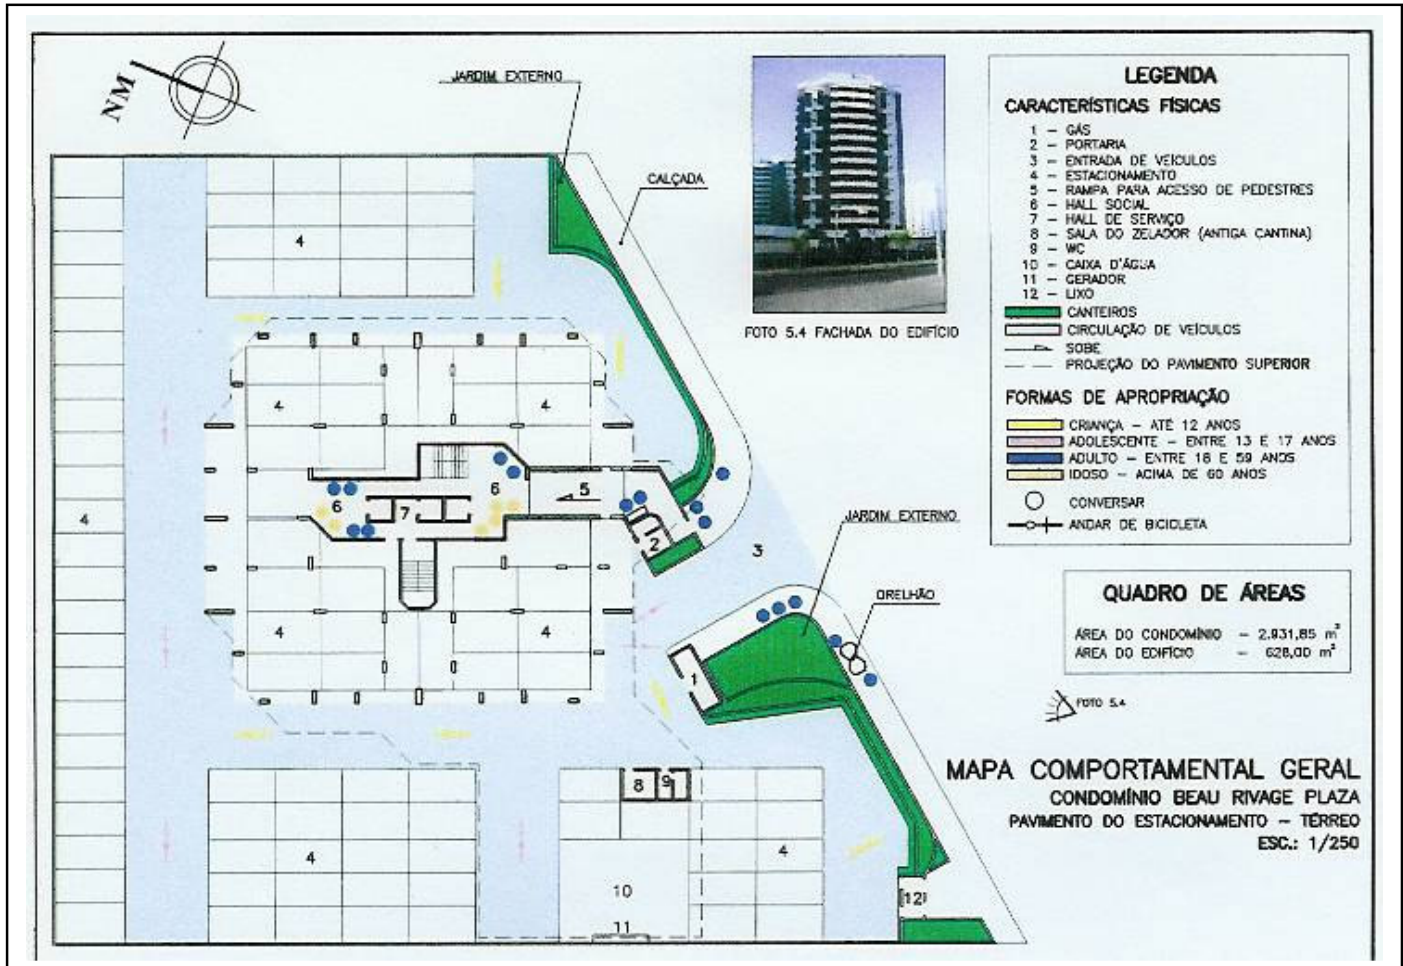 NM
JARDIM EXTERNO
CALÇADA
4
4
4
4
4
4
4
4
6
6
5
7
2
3
1
8
9
10
11
12
JARDIM EXTERNO
ORELHÃO
FOTO 5.4 FACHADA DO EDIFÍCIO
LEGENDA
CARACTERÍSTICAS FÍSICAS
1 – GÁS
2 – PORTARIA
3 – ENTRADA DE VEÍCULOS
4 – ESTACIONAMENTO
5 – RAMPA PARA ACESSO DE PEDESTRES
6 – HALL SOCIAL
7 – HALL DE SERVIÇO
8 – SALA DO ZELADOR (ANTIGA CANTINA)
9 – WC
10 – CAIXA D'ÁGUA
11 – GERADOR
12 – LIXO
CANTEIROS
CIRCULAÇÃO DE VEÍCULOS
SOBE
PROJEÇÃO DO PAVIMENTO SUPERIOR
FORMAS DE APROPRIAÇÃO
CRIANÇA – ATÉ 12 ANOS
ADOLESCENTE – ENTRE 13 E 17 ANOS
ADULTO – ENTRE 18 E 59 ANOS
IDOSO – ACIMA DE 60 ANOS
CONVERSAR
ANDAR DE BICICLETA
QUADRO DE ÁREAS
ÁREA DO CONDOMÍNIO – 2.931,85 m²
ÁREA DO EDIFÍCIO – 628,00 m²
FOTO 5.4
MAPA COMPORTAMENTAL GERAL
CONDOMÍNIO BEAU RIVAGE PLAZA
PAVIMENTO DO ESTACIONAMENTO – TÉRREO
ESC.: 1/250